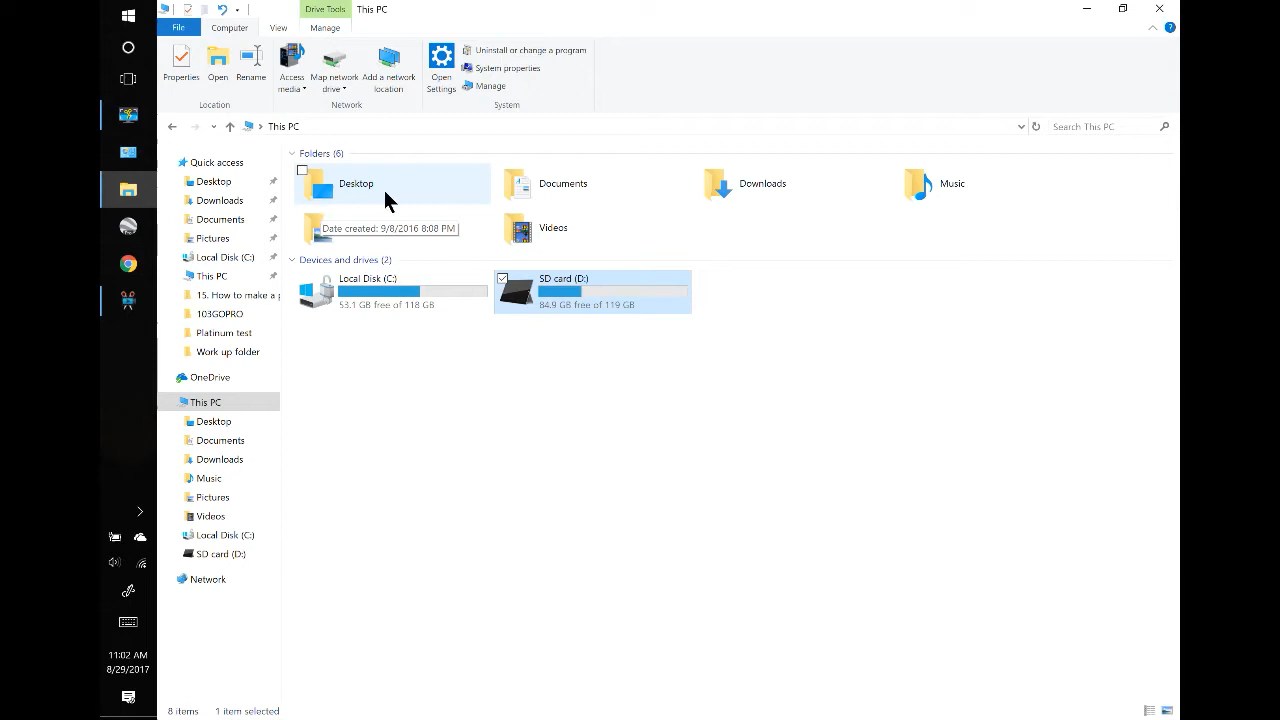 Drive Tools
This PC
File
Computer
View
Manage
Properties
Open
Rename
Access media
Map network drive
Add a network location
Open Settings
Uninstall or change a program
System properties
Manage
Location
Network
System
This PC
Search This PC
Quick access
Desktop
Downloads
Documents
Pictures
Local Disk (C:)
This PC
15. How to make a p
103GOPRO
Platinum test
Work up folder
OneDrive
This PC
Desktop
Documents
Downloads
Music
Pictures
Videos
Local Disk (C:)
SD card (D:)
Network
Folders (6)
Desktop
Documents
Downloads
Music
Date created: 9/8/2016 8:08 PM
Videos
Devices and drives (2)
Local Disk (C:)
53.1 GB free of 118 GB
SD card (D:)
84.9 GB free of 119 GB
11:02 AM
8/29/2017
8 items
1 item selected